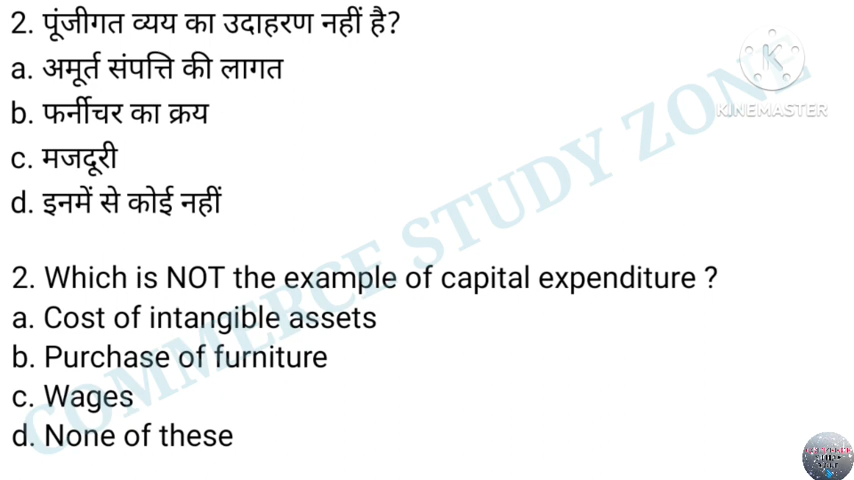 2. पूंजीगत व्यय का उदाहरण नहीं है?
a. अमूर्त संपत्ति की लागत
b. फर्नीचर का क्रय
c. मजदूरी
d. इनमें से कोई नहीं
2. Which is NOT the example of capital expenditure ?
a. Cost of intangible assets
b. Purchase of furniture
c. Wages
d. None of these
COMMERCE STUDY ZONE
K
KINEMASTER